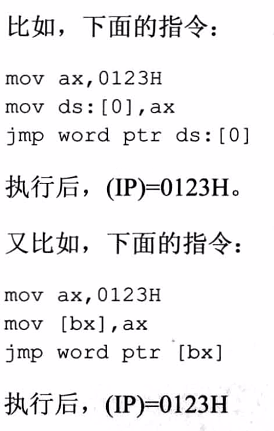 比如，下面的指令：
mov ax,0123H
mov ds:[0],ax
jmp word ptr ds:[0]
执行后，(IP)=0123H。
又比如，下面的指令：
mov ax,0123H
mov [bx],ax
jmp word ptr [bx]
执行后，(IP)=0123H